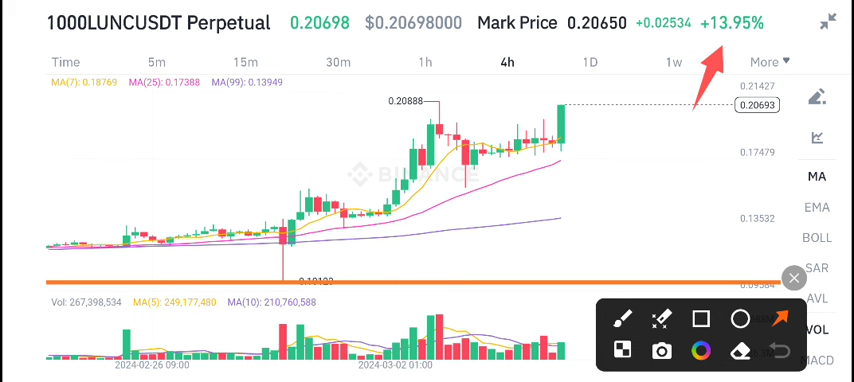 1000LUNCUSDT Perpetual 0.20698 $0.20698000 Mark Price 0.20650 +0.02534 +13.95%
Time 5m 15m 30m 1h 4h 1D 1w More
MA(7): 0.18769 MA(25): 0.17388 MA(99): 0.13949
0.21427
0.20888
0.20693
0.17479
BINANCE
MA
EMA
0.13532
BOLL
SAR
0.09584
AVL
Vol: 267,398,534 MA(5): 249,177,480 MA(10): 210,760,588
VOL
MACD
2024-02-26 09:00 2024-03-02 01:00